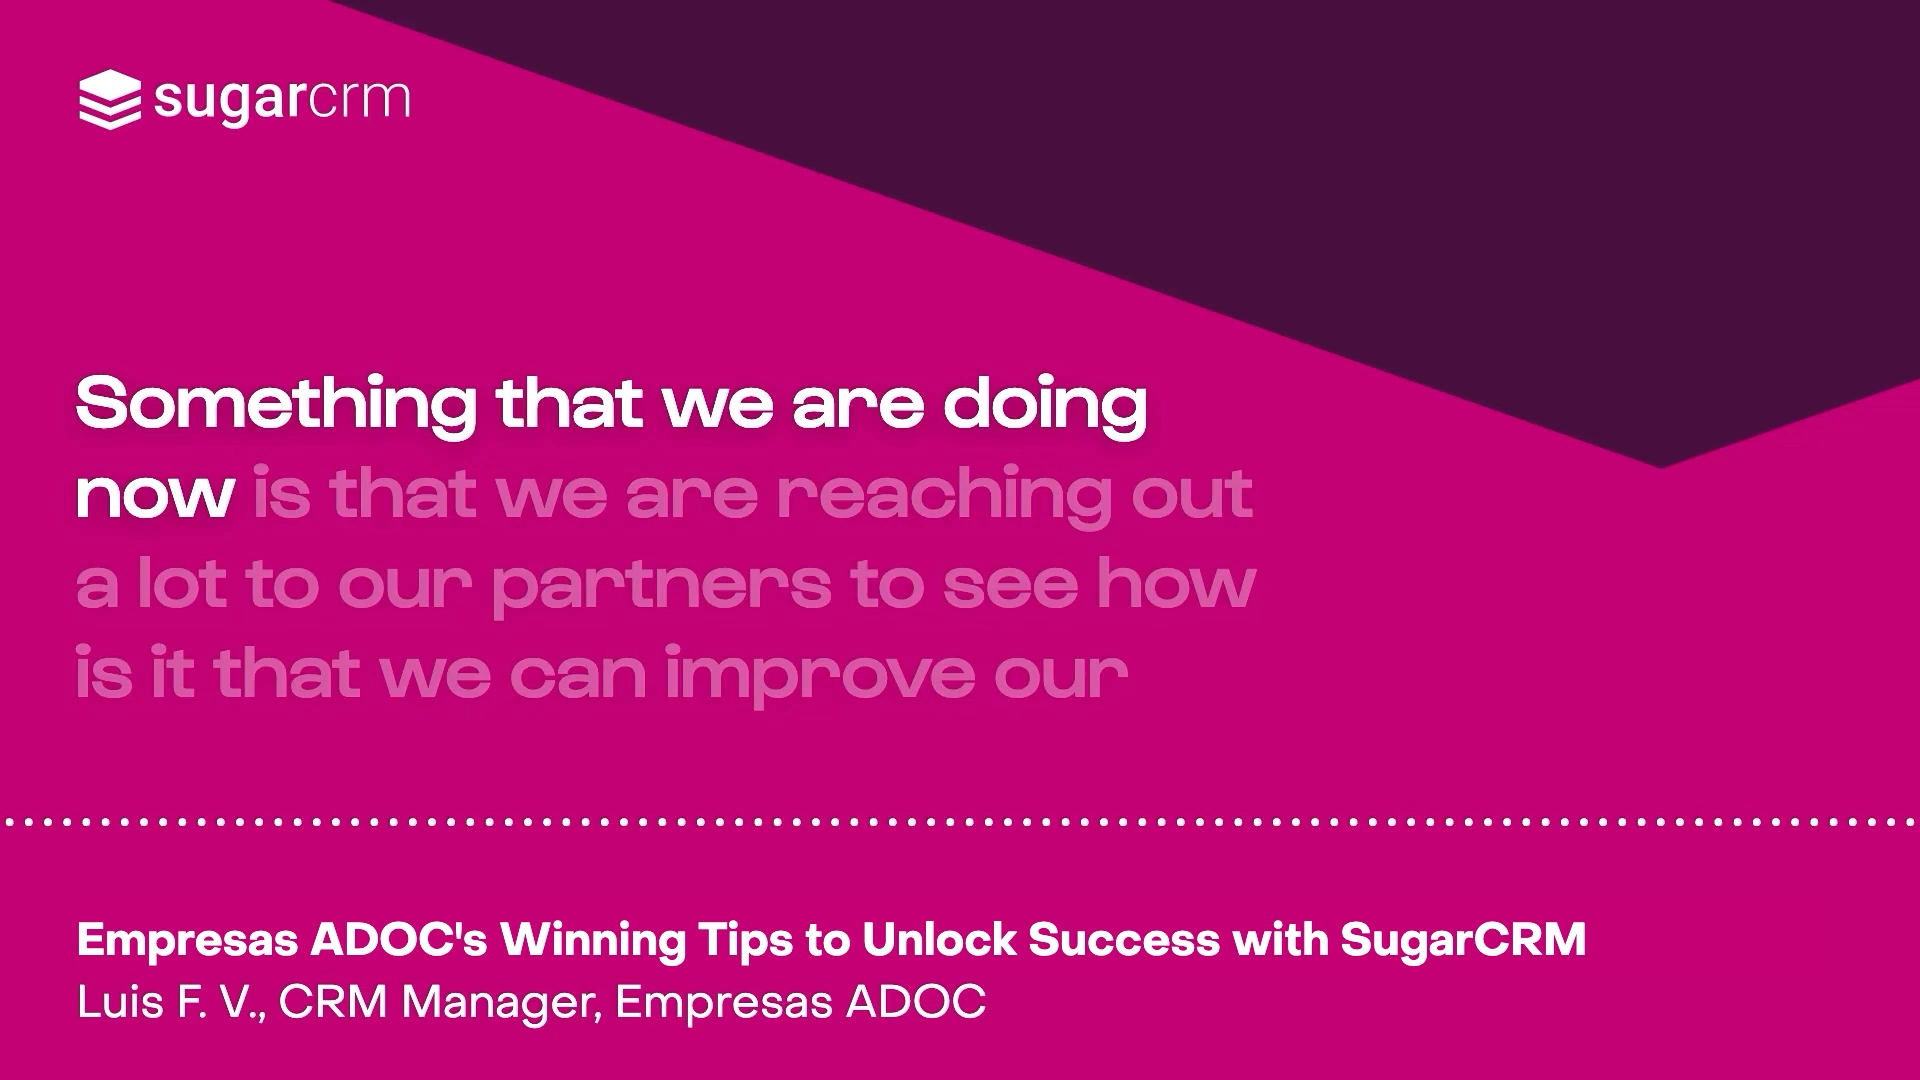 sugarcrm
Something that we are doing
now is that we are reaching out
a lot to our partners to see how
is it that we can improve our
Empresas ADOC's Winning Tips to Unlock Success with SugarCRM
Luis F. V., CRM Manager, Empresas ADOC